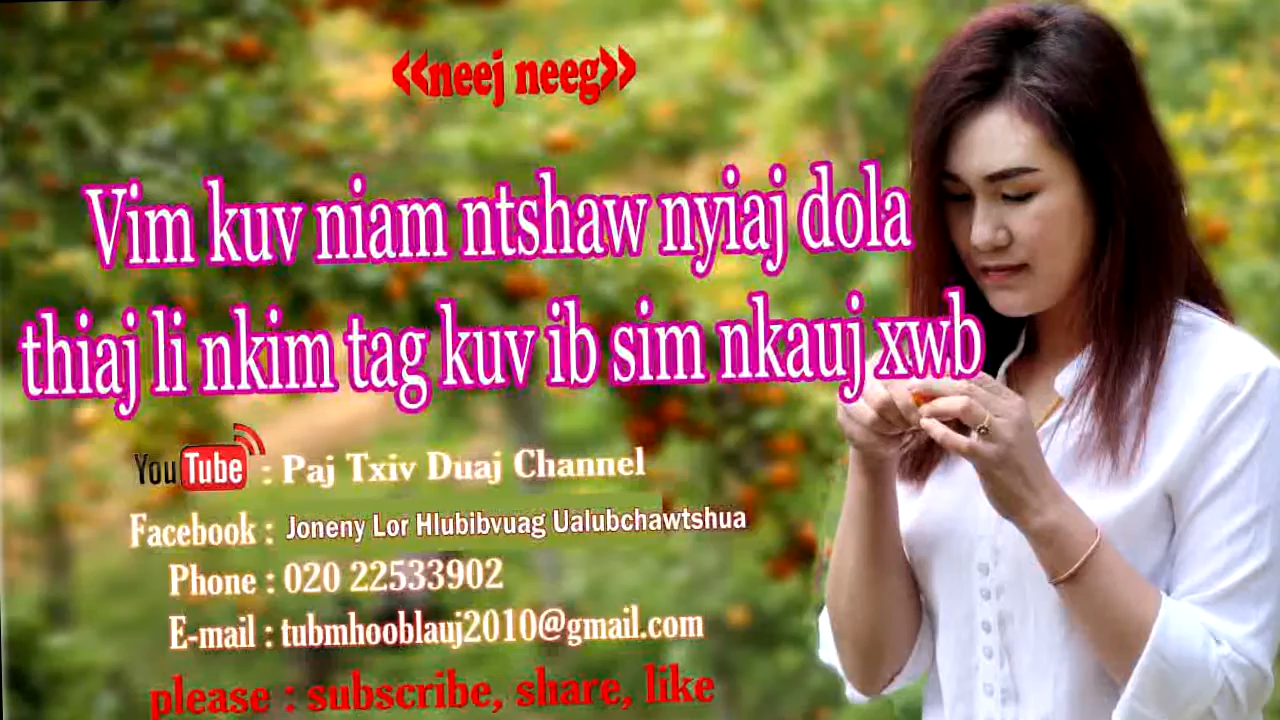 <<neej neeg>>
Vim kuv niam ntshaw nyiaj dola
thiaj li nkim tag kuv ib sim nkauj xwb
YouTube : Paj Txiv Duaj Channel
Facebook : Joneny Lor Hlubibvuag Ualubchawtshua
Phone : 020 22533902
E-mail : tubmhooblauj2010@gmail.com
please : subscribe, share, like